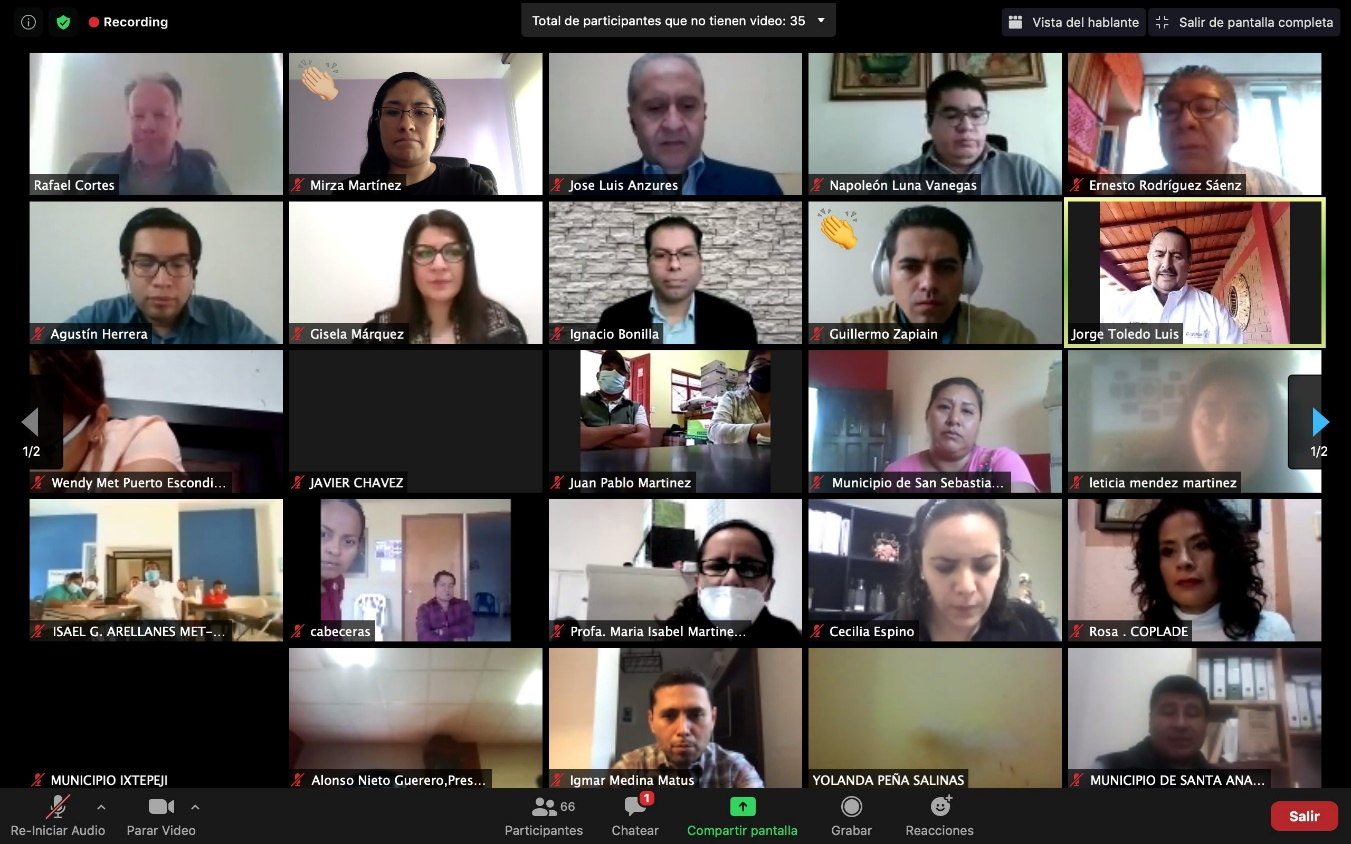 Recording
Total de participantes que no tienen video: 35
Vista del hablante
Salir de pantalla completa
Rafael Cortes
Mirza Martínez
Jose Luis Anzures
Napoleón Luna Vanegas
Ernesto Rodríguez Sáenz
Agustín Herrera
Gisela Márquez
Ignacio Bonilla
Guillermo Zapiain
Jorge Toledo Luis
1/2
1/2
Wendy Met Puerto Escondi...
JAVIER CHAVEZ
Juan Pablo Martinez
Municipio de San Sebastia...
leticia mendez martinez
ISAEL G. ARELLANES MET-...
cabeceras
Profa. Maria Isabel Martine...
Cecilia Espino
Rosa . COPLADE
MUNICIPIO IXTEPEJI
Alonso Nieto Guerero,Pres...
Igmar Medina Matus
YOLANDA PEÑA SALINAS
MUNICIPIO DE SANTA ANA...
66
1
Re-Iniciar Audio
Parar Video
Participantes
Chatear
Compartir pantalla
Grabar
Reacciones
Salir